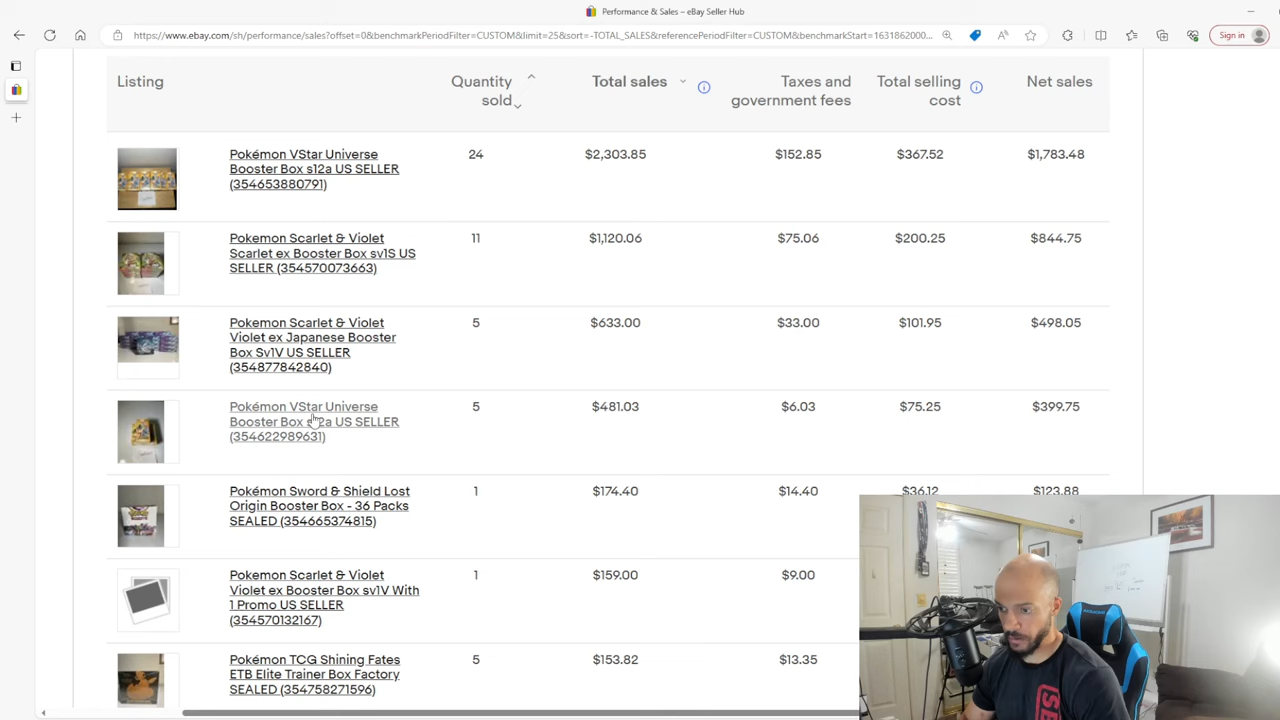 Performance & Sales – eBay Seller Hub
https://www.ebay.com/sh/performance/sales?offset=0&benchmarkPeriodFilter=CUSTOM&limit=25&sort=-TOTAL_SALES&referencePeriodFilter=CUSTOM&benchmarkStart=1631862000...
Sign in
Listing
Quantity sold
Total sales
Taxes and government fees
Total selling cost
Net sales
Pokémon VStar Universe
Booster Box s12a US SELLER
(354653880791)
24
$2,303.85
$152.85
$367.52
$1,783.48
Pokemon Scarlet & Violet
Scarlet ex Booster Box sv1S US
SELLER (354570073663)
11
$1,120.06
$75.06
$200.25
$844.75
Pokemon Scarlet & Violet
Violet ex Japanese Booster
Box Sv1V US SELLER
(354877842840)
5
$633.00
$33.00
$101.95
$498.05
Pokémon VStar Universe
Booster Box s12a US SELLER
(354622989631)
5
$481.03
$6.03
$75.25
$399.75
Pokémon Sword & Shield Lost
Origin Booster Box - 36 Packs
SEALED (354665374815)
1
$174.40
$14.40
$36.12
$123.88
Pokemon Scarlet & Violet
Violet ex Booster Box sv1V With
1 Promo US SELLER
(354570132167)
1
$159.00
$9.00
Pokémon TCG Shining Fates
ETB Elite Trainer Box Factory
SEALED (354758271596)
5
$153.82
$13.35